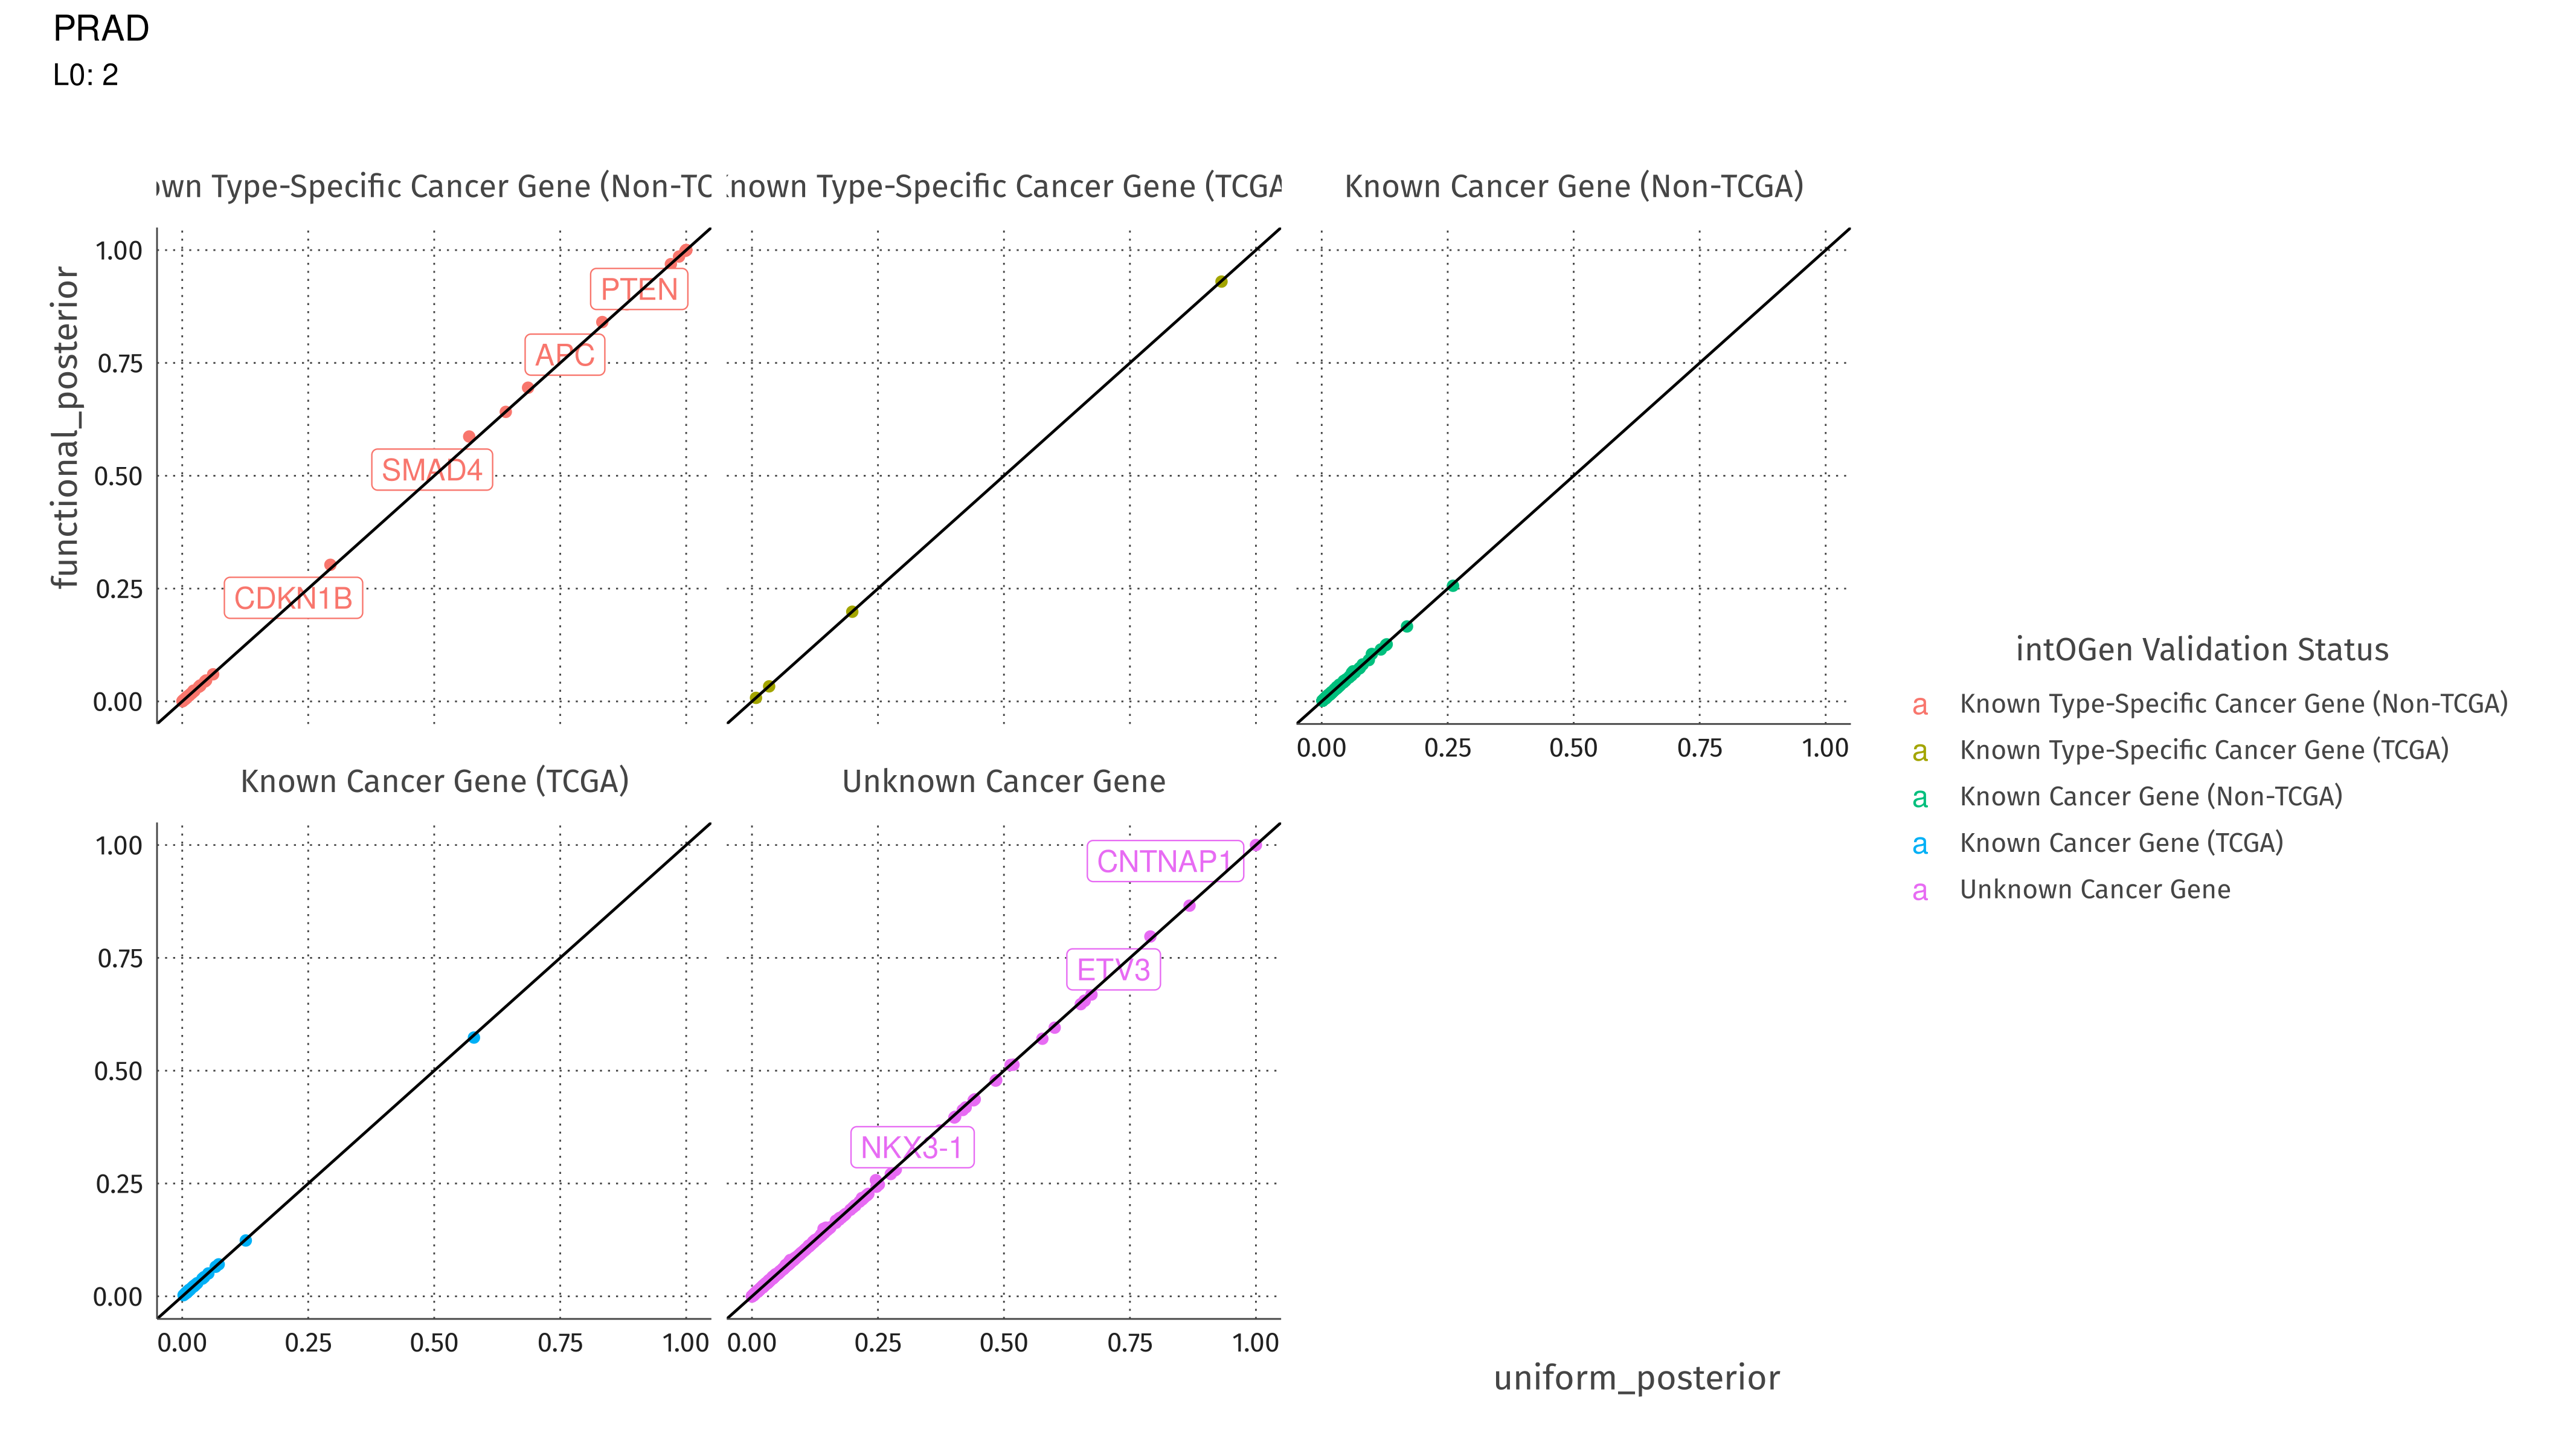 PRAD
L0: 2
own Type-Specific Cancer Gene (Non-TC
nown Type-Specific Cancer Gene (TCGA
Known Cancer Gene (Non-TCGA)
functional_posterior
1.00
0.75
0.50
0.25
0.00
PTEN
APC
SMAD4
CDKN1B
0.00 0.25 0.50 0.75 1.00
Known Cancer Gene (TCGA)
Unknown Cancer Gene
1.00
0.75
0.50
0.25
0.00
CNTNAP1
ETV3
NKX3-1
0.00 0.25 0.50 0.75 1.00
0.00 0.25 0.50 0.75 1.00
uniform_posterior
intOGen Validation Status
a Known Type-Specific Cancer Gene (Non-TCGA)
a Known Type-Specific Cancer Gene (TCGA)
a Known Cancer Gene (Non-TCGA)
a Known Cancer Gene (TCGA)
a Unknown Cancer Gene